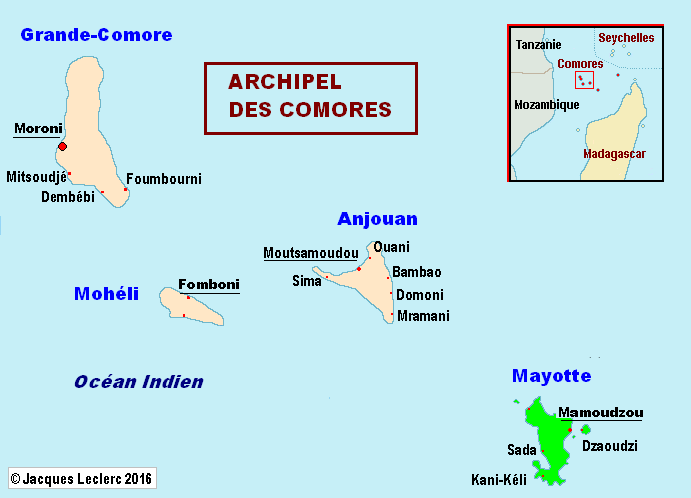 Grande-Comore
ARCHIPEL
DES COMORES
Tanzanie
Seychelles
Comores
Mozambique
Madagascar
Moroni
Mitsoudjé
Foumbourni
Dembébi
Anjouan
Ouani
Moutsamoudou
Sima
Bambao
Domoni
Mramani
Mohéli
Fomboni
Océan Indien
Mayotte
Mamoudzou
Sada
Dzaoudzi
Kani-Kéli
© Jacques Leclerc 2016